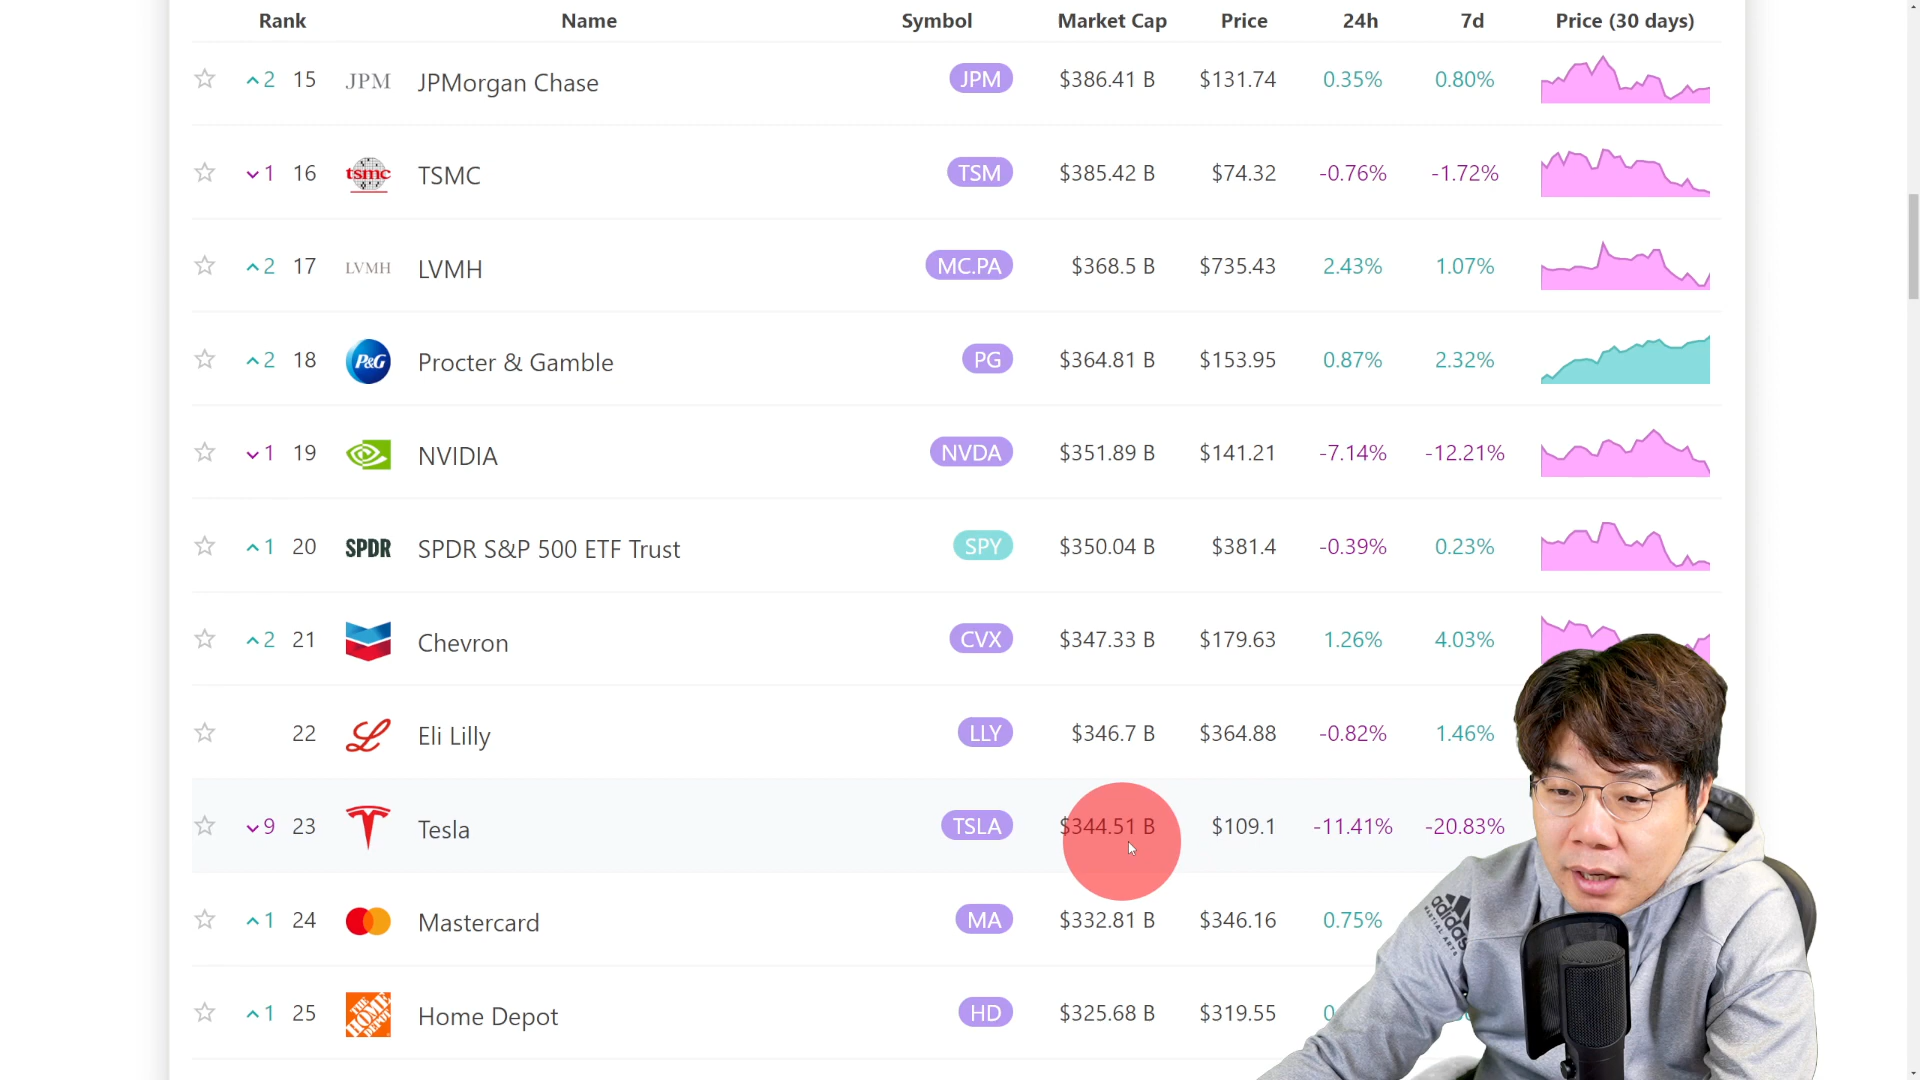 Rank Name Symbol Market Cap Price 24h 7d Price (30 days)
2 15 JPM JPMorgan Chase JPM $386.41 B $131.74 0.35% 0.80%
1 16 tsmc TSMC TSM $385.42 B $74.32 -0.76% -1.72%
2 17 LVMH LVMH MC.PA $368.5 B $735.43 2.43% 1.07%
2 18 P&G Procter & Gamble PG $364.81 B $153.95 0.87% 2.32%
1 19 NVIDIA NVDA $351.89 B $141.21 -7.14% -12.21%
1 20 SPDR SPDR S&P 500 ETF Trust SPY $350.04 B $381.4 -0.39% 0.23%
2 21 Chevron CVX $347.33 B $179.63 1.26% 4.03%
22 Eli Lilly LLY $346.7 B $364.88 -0.82% 1.46%
9 23 Tesla TSLA $344.51 B $109.1 -11.41% -20.83%
1 24 Mastercard MA $332.81 B $346.16 0.75%
1 25 THE HOME DEPOT Home Depot HD $325.68 B $319.55
adidas
MARTIAL ARTS